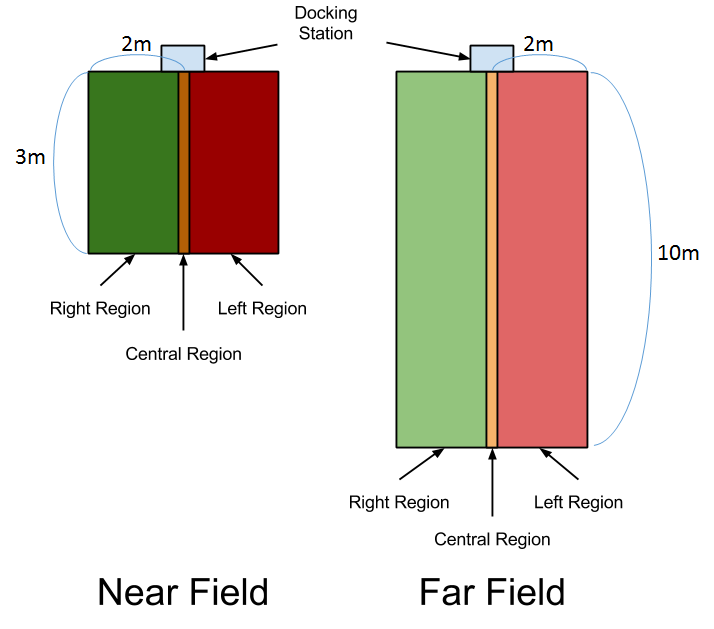 Docking
Station
2m
2m
3m
10m
Right Region
Left Region
Central Region
Right Region
Left Region
Central Region
Near Field
Far Field